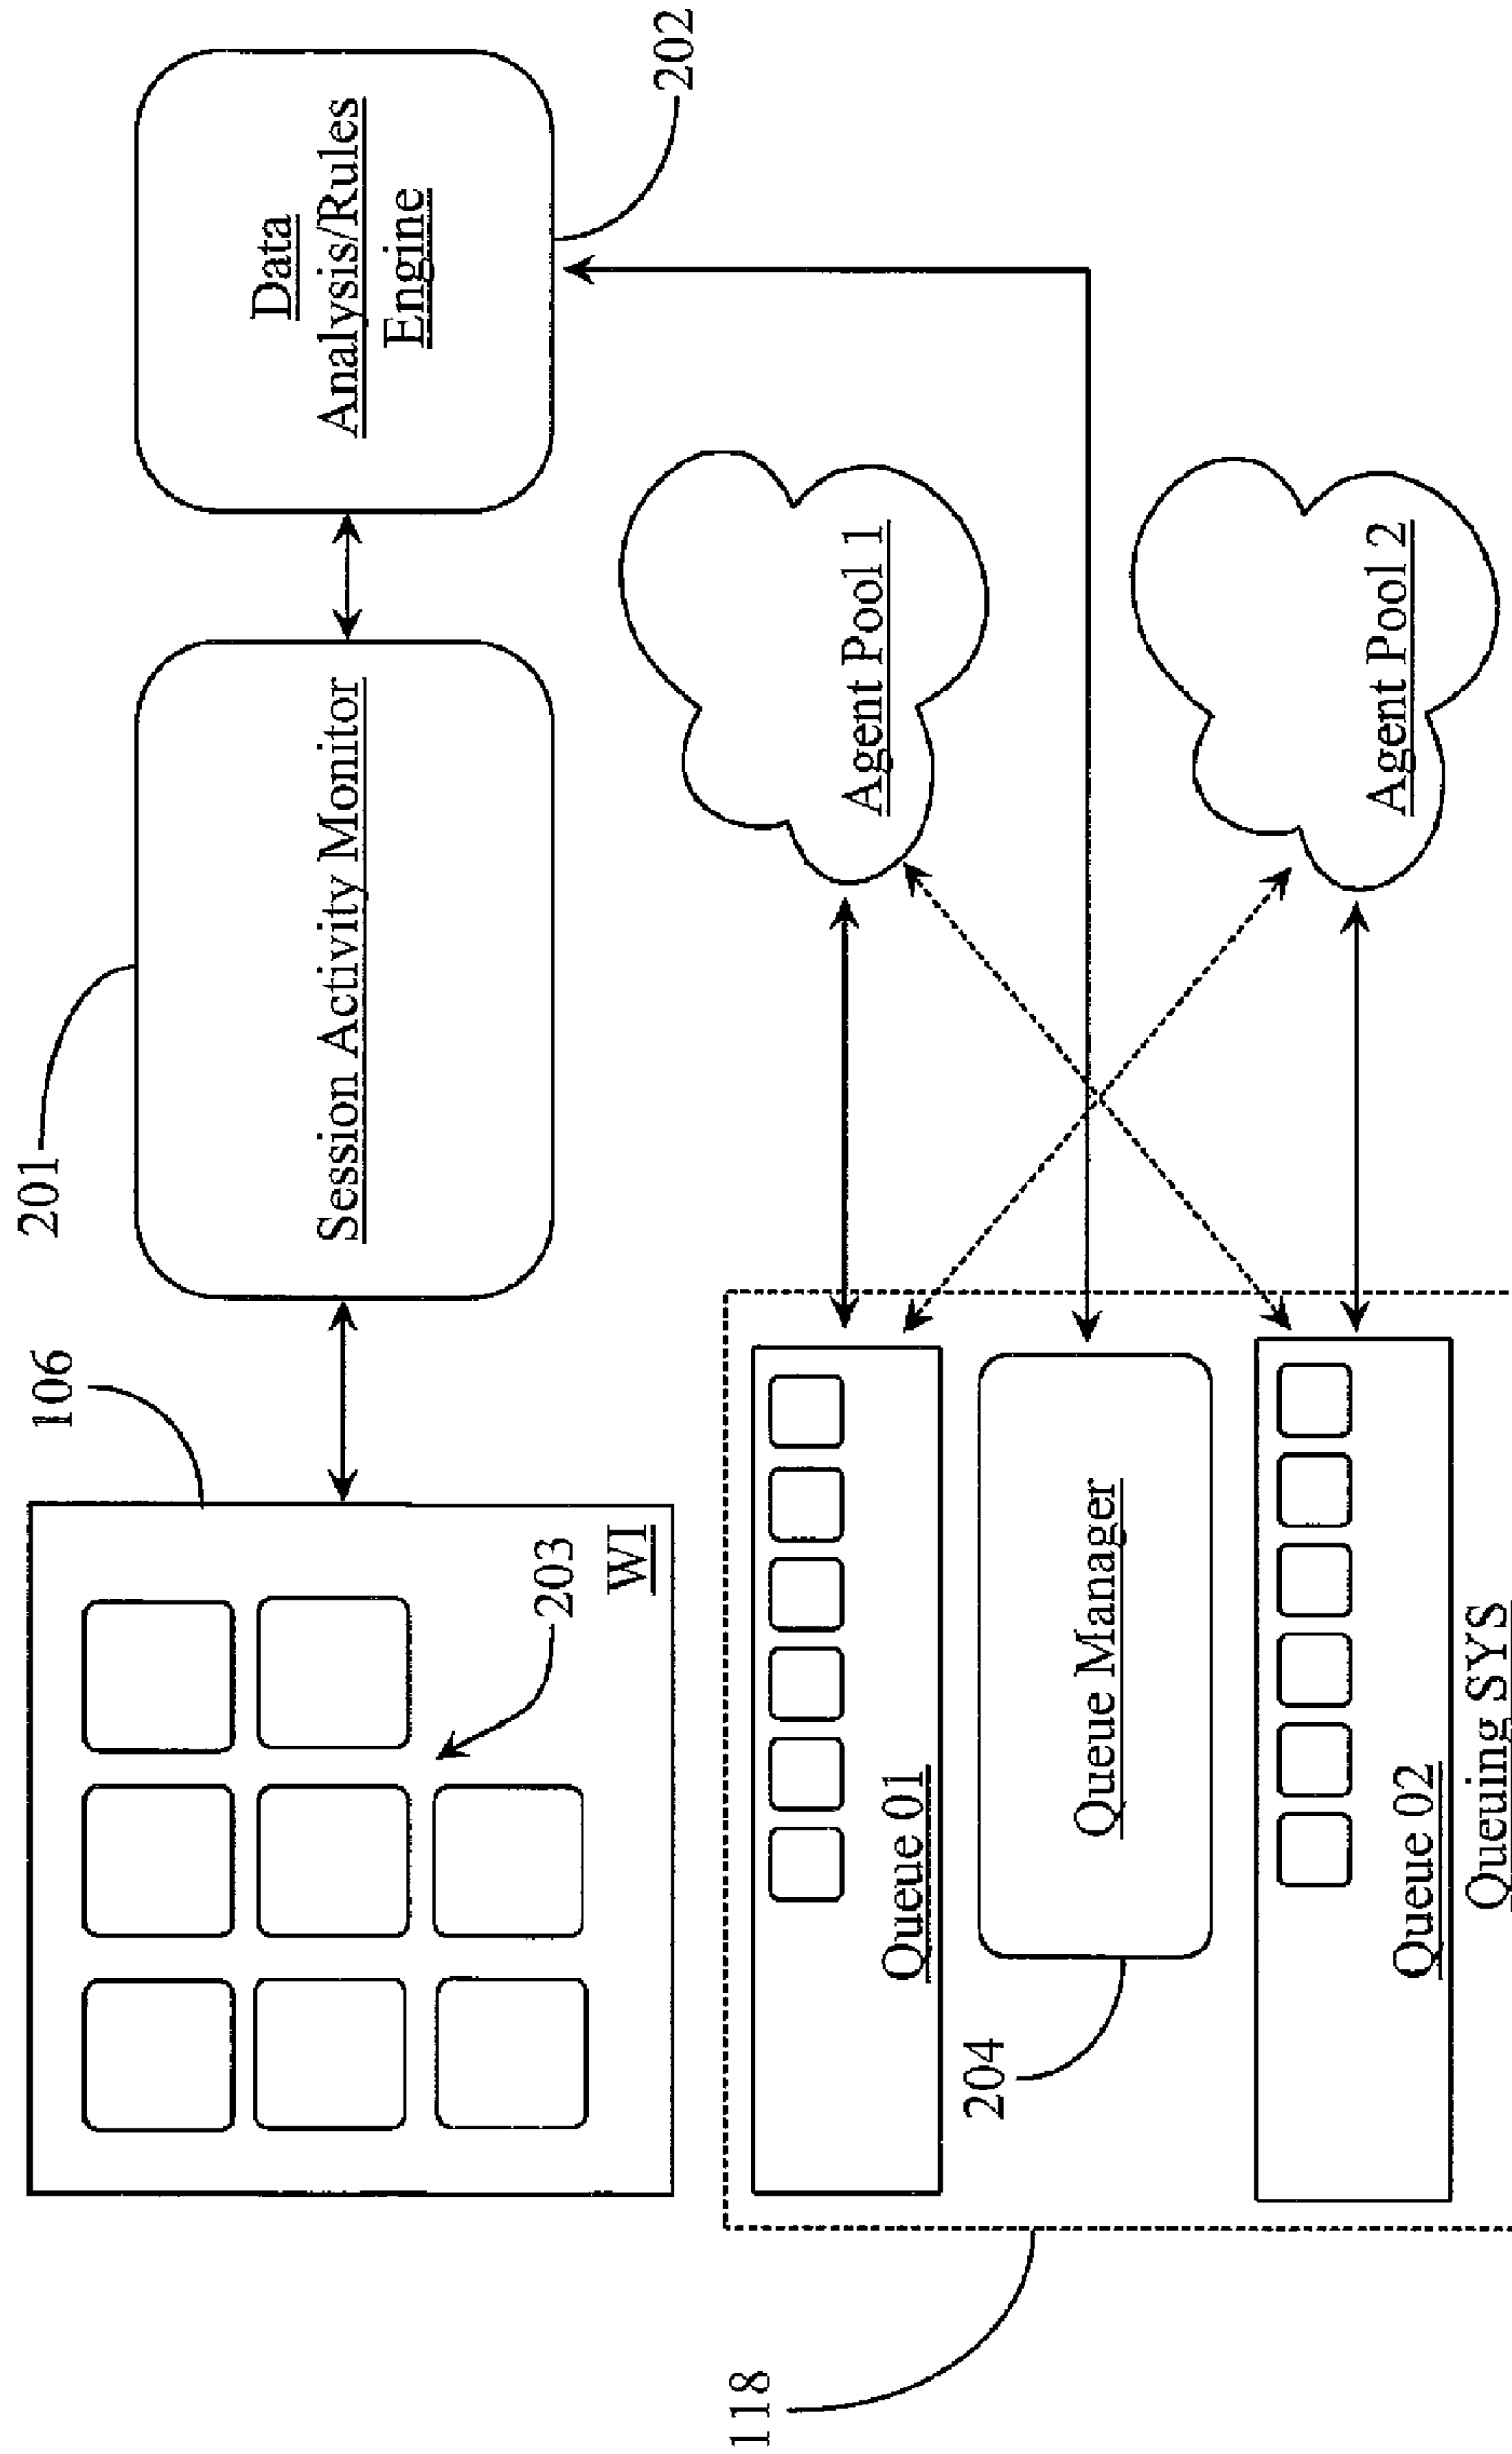 201
106
202
Session Activity Monitor
Data
Analysis/Rules
Engine
203
WI
118
Queue 01
Agent Pool 1
204
Queue Manager
Queue 02
Agent Pool 2
Queuing SYS